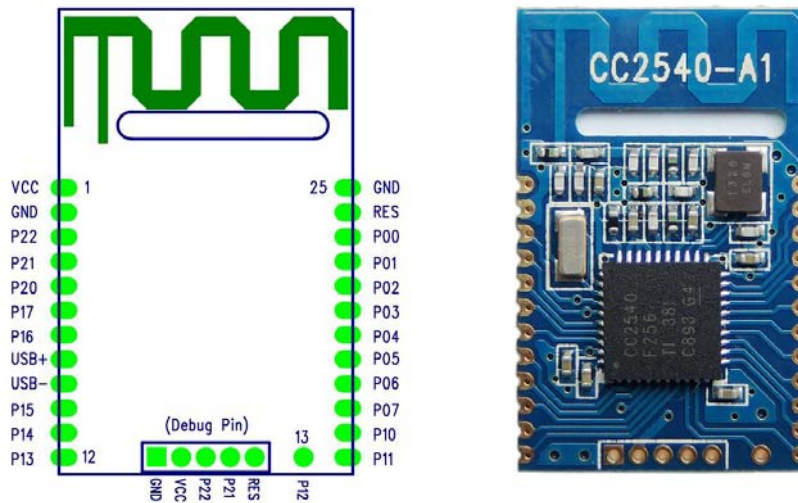 VCC 1
GND
P22
P21
P20
P17
P16
USB+
USB-
P15
P14
P13 12
25 GND
RES
P00
P01
P02
P03
P04
P05
P06
P07
P10
P11
(Debug Pin)
13
GND
VCC
P22
P21
RES
P12
CC2540-A1
CC2540
F256
TI 38I
C893 G4